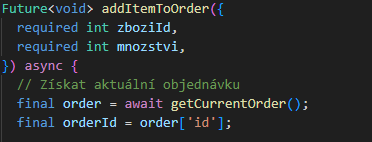 Future<void> addItemToOrder({
  required int zboziId,
  required int mnozstvi,
}) async {
  // Získat aktuální objednávku
  final order = await getCurrentOrder();
  final orderId = order['id'];